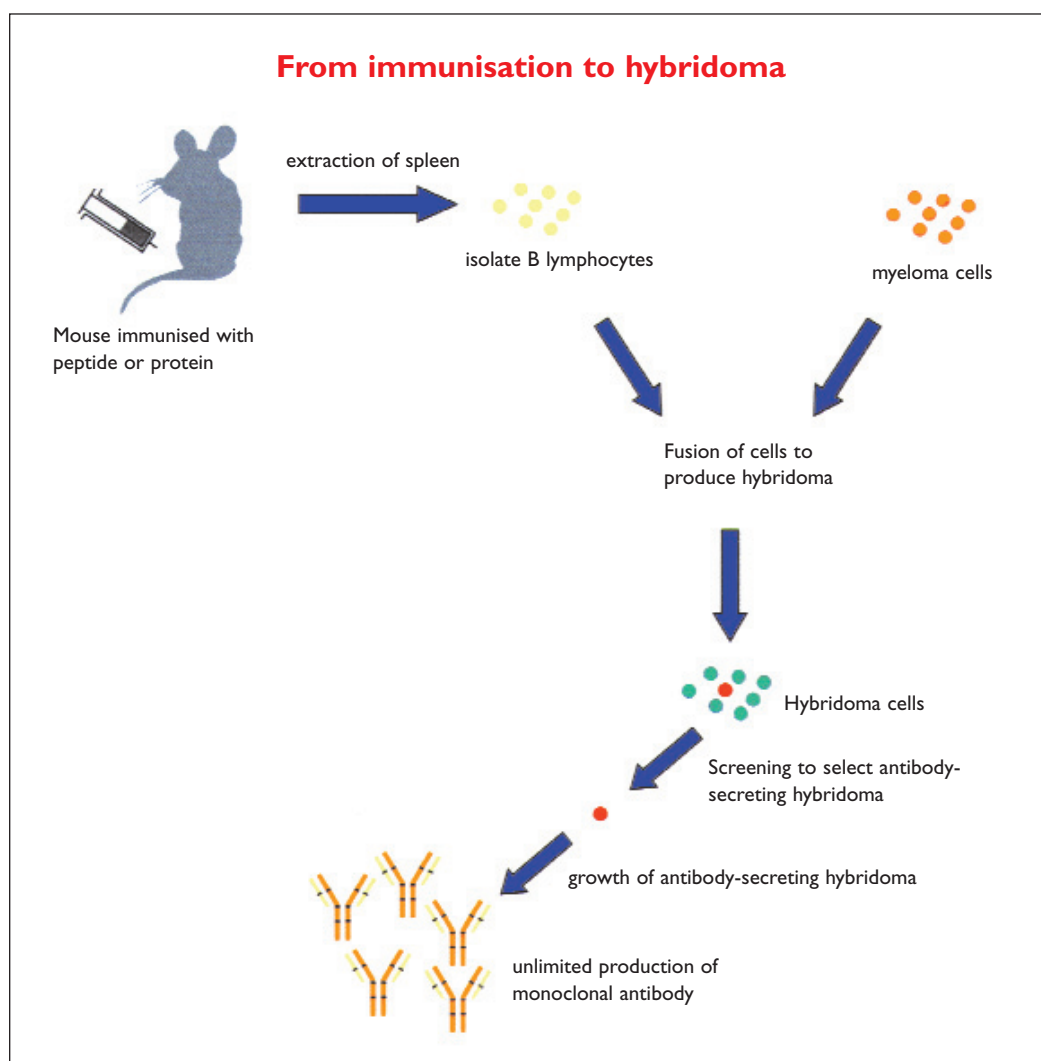 From immunisation to hybridoma
extraction of spleen
isolate B lymphocytes
myeloma cells
Mouse immunised with
peptide or protein
Fusion of cells to
produce hybridoma
Hybridoma cells
Screening to select antibody-
secreting hybridoma
growth of antibody-secreting hybridoma
unlimited production of
monoclonal antibody